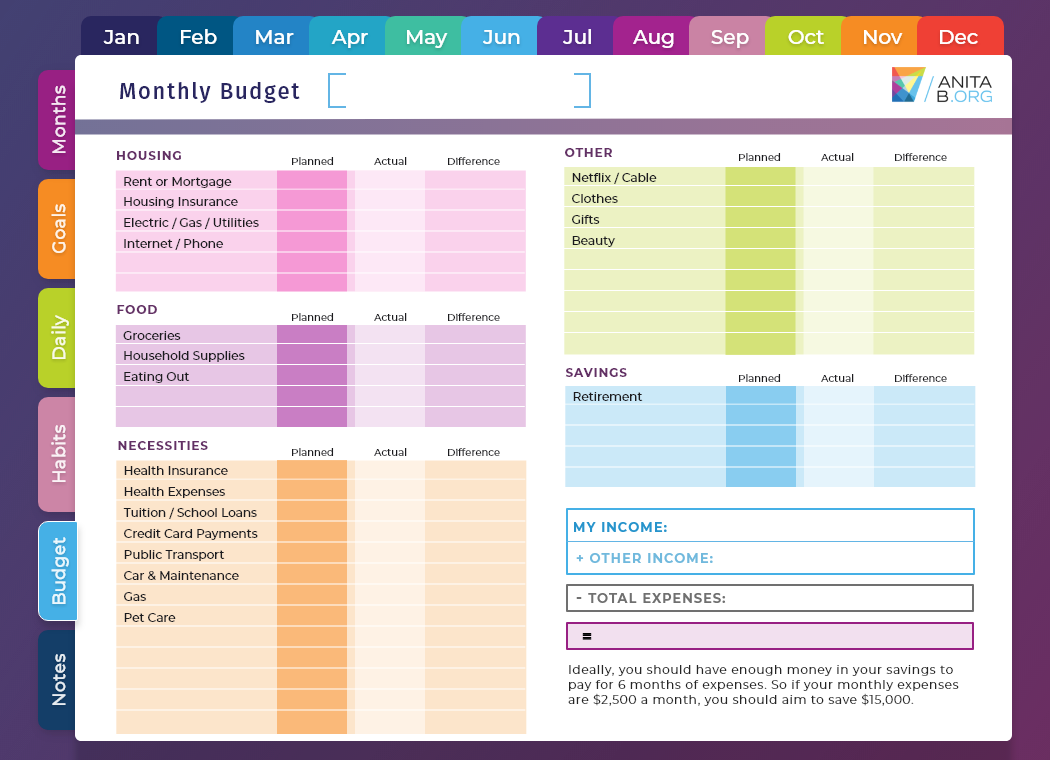 Jan Feb Mar Apr May Jun Jul Aug Sep Oct Nov Dec
Months
Goals
Daily
Habits
Budget
Notes
Monthly Budget
ANITA
B.ORG
HOUSING Planned Actual Difference
Rent or Mortgage
Housing Insurance
Electric / Gas / Utilities
Internet / Phone
FOOD Planned Actual Difference
Groceries
Household Supplies
Eating Out
NECESSITIES Planned Actual Difference
Health Insurance
Health Expenses
Tuition / School Loans
Credit Card Payments
Public Transport
Car & Maintenance
Gas
Pet Care
OTHER Planned Actual Difference
Netflix / Cable
Clothes
Gifts
Beauty
SAVINGS Planned Actual Difference
Retirement
MY INCOME:
+ OTHER INCOME:
- TOTAL EXPENSES:
=
Ideally, you should have enough money in your savings to
pay for 6 months of expenses. So if your monthly expenses
are $2,500 a month, you should aim to save $15,000.